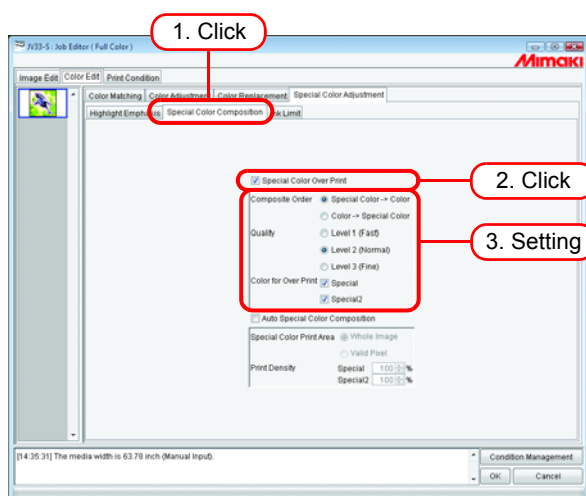 1. Click
JV33-S : Job Editor ( Full Color )
Mimaki
Image Edit Color Edit Print Condition
Color Matching Color Adjustment Color Replacement Special Color Adjustment
Highlight Emphasis Special Color Composition Ink Limit
Special Color Over Print
2. Click
Composite Order Special Color -> Color
Color -> Special Color
Quality Level 1 (Fast)
3. Setting
Level 2 (Normal)
Level 3 (Fine)
Color for Over Print Special
Special2
Auto Special Color Composition
Special Color Print Area Whole Image
Valid Pixel
Print Density Special 100 %
Special2 100 %
[14:35:31] The media width is 63.78 inch (Manual Input).
Condition Management
OK Cancel